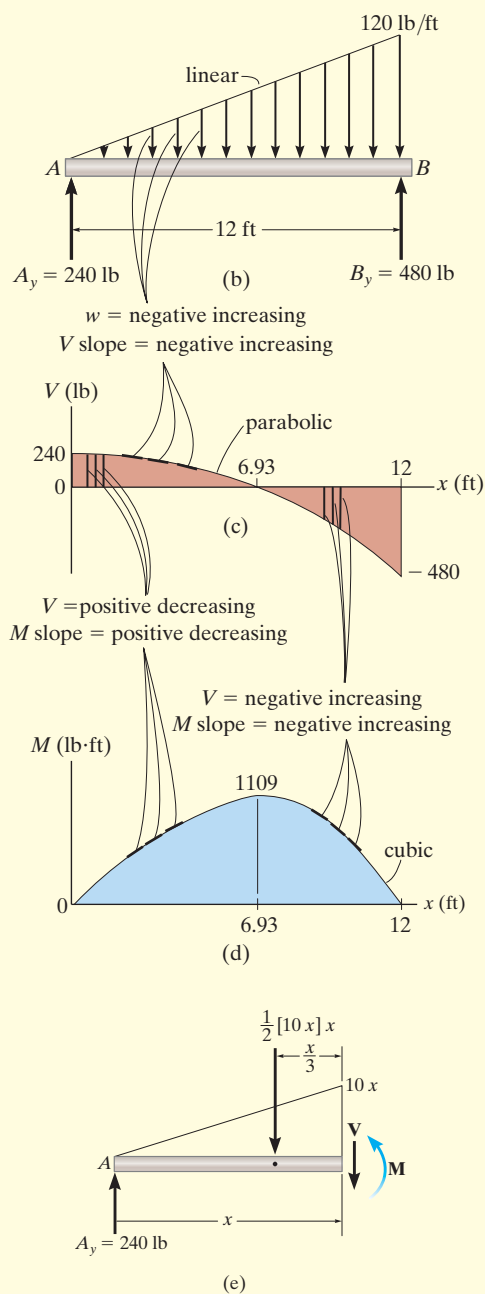 120 lb/ft
linear
A
B
12 ft
A_y = 240 lb
B_y = 480 lb
(b)
w = negative increasing
V slope = negative increasing
V (lb)
parabolic
240
6.93
12
0
x (ft)
(c)
− 480
V =positive decreasing
M slope = positive decreasing
V = negative increasing
M slope = negative increasing
M (lb·ft)
1109
cubic
0
x (ft)
6.93
12
(d)
1/2 [10 x] x
x/3
10 x
V
A
M
x
A_y = 240 lb
(e)